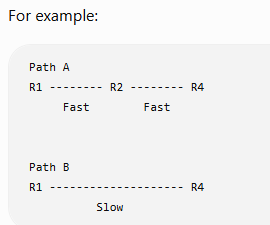 For example:
Path A
R1 -------- R2 -------- R4
Fast Fast
Path B
R1 -------------------- R4
Slow